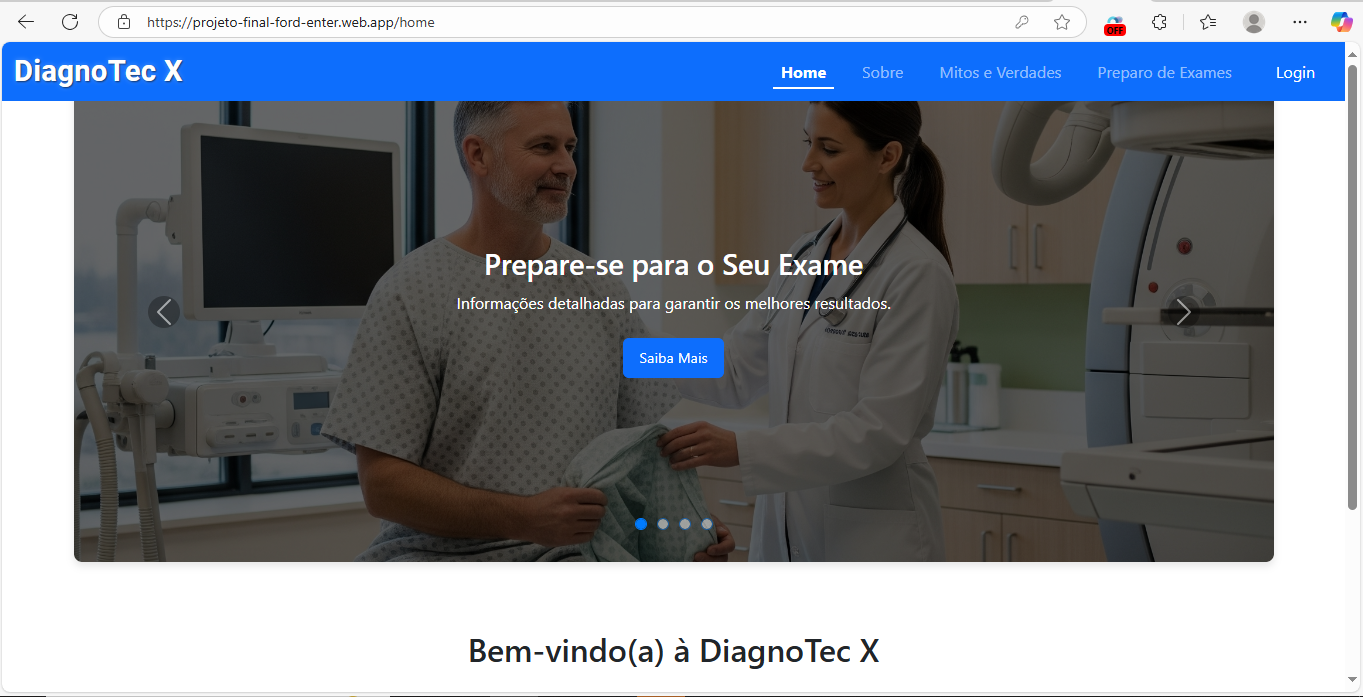 https://projeto-final-ford-enter.web.app/home
OFF
DiagnoTec X
Home Sobre Mitos e Verdades Preparo de Exames Login
Prepare-se para o Seu Exame
Informações detalhadas para garantir os melhores resultados.
Saiba Mais
Bem-vindo(a) à DiagnoTec X